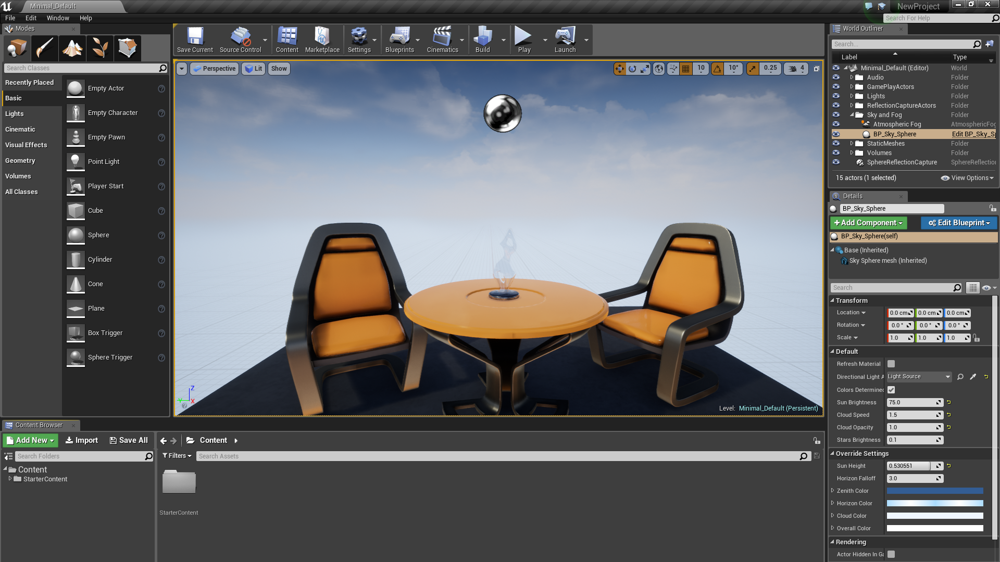 Minimal_Default
NewProject
File Edit Window Help
Search For Help
Modes
Search Classes
Recently Placed
Basic
Lights
Cinematic
Visual Effects
Geometry
Volumes
All Classes
Empty Actor
Empty Character
Empty Pawn
Point Light
Player Start
Cube
Sphere
Cylinder
Cone
Plane
Box Trigger
Sphere Trigger
Save Current
Source Control
Content
Marketplace
Settings
Blueprints
Cinematics
Build
Play
Launch
Perspective
Lit
Show
10
10°
0.25
4
Z
Y
X
Level: Minimal_Default (Persistent)
World Outliner
Search...
Label Type
Minimal_Default (Editor) World
Audio Folder
GamePlayActors Folder
Lights Folder
ReflectionCaptureActors Folder
Sky and Fog Folder
Atmospheric Fog AtmosphericFog
BP_Sky_Sphere Edit BP_Sky_S
StaticMeshes Folder
Volumes Folder
SphereReflectionCapture SphereReflection
15 actors (1 selected) View Options
Details
BP_Sky_Sphere
Add Component Edit Blueprint
BP_Sky_Sphere(self)
Base (Inherited)
Sky Sphere mesh (Inherited)
Search
Transform
Location 0.0 cm 0.0 cm 0.0 cm
Rotation 0.0 ° 0.0 ° 0.0 °
Scale 1.0 1.0 1.0
Default
Refresh Material
Directional Light A Light Source
Colors Determined
Sun Brightness 75.0
Cloud Speed 1.5
Cloud Opacity 1.0
Stars Brightness 0.1
Override Settings
Sun Height 0.530551
Horizon Falloff 3.0
Zenith Color
Horizon Color
Cloud Color
Overall Color
Rendering
Actor Hidden In Ga
Content Browser
Add New Import Save All
Content
Search Folders
Filters Search Assets
Content
StarterContent
StarterContent